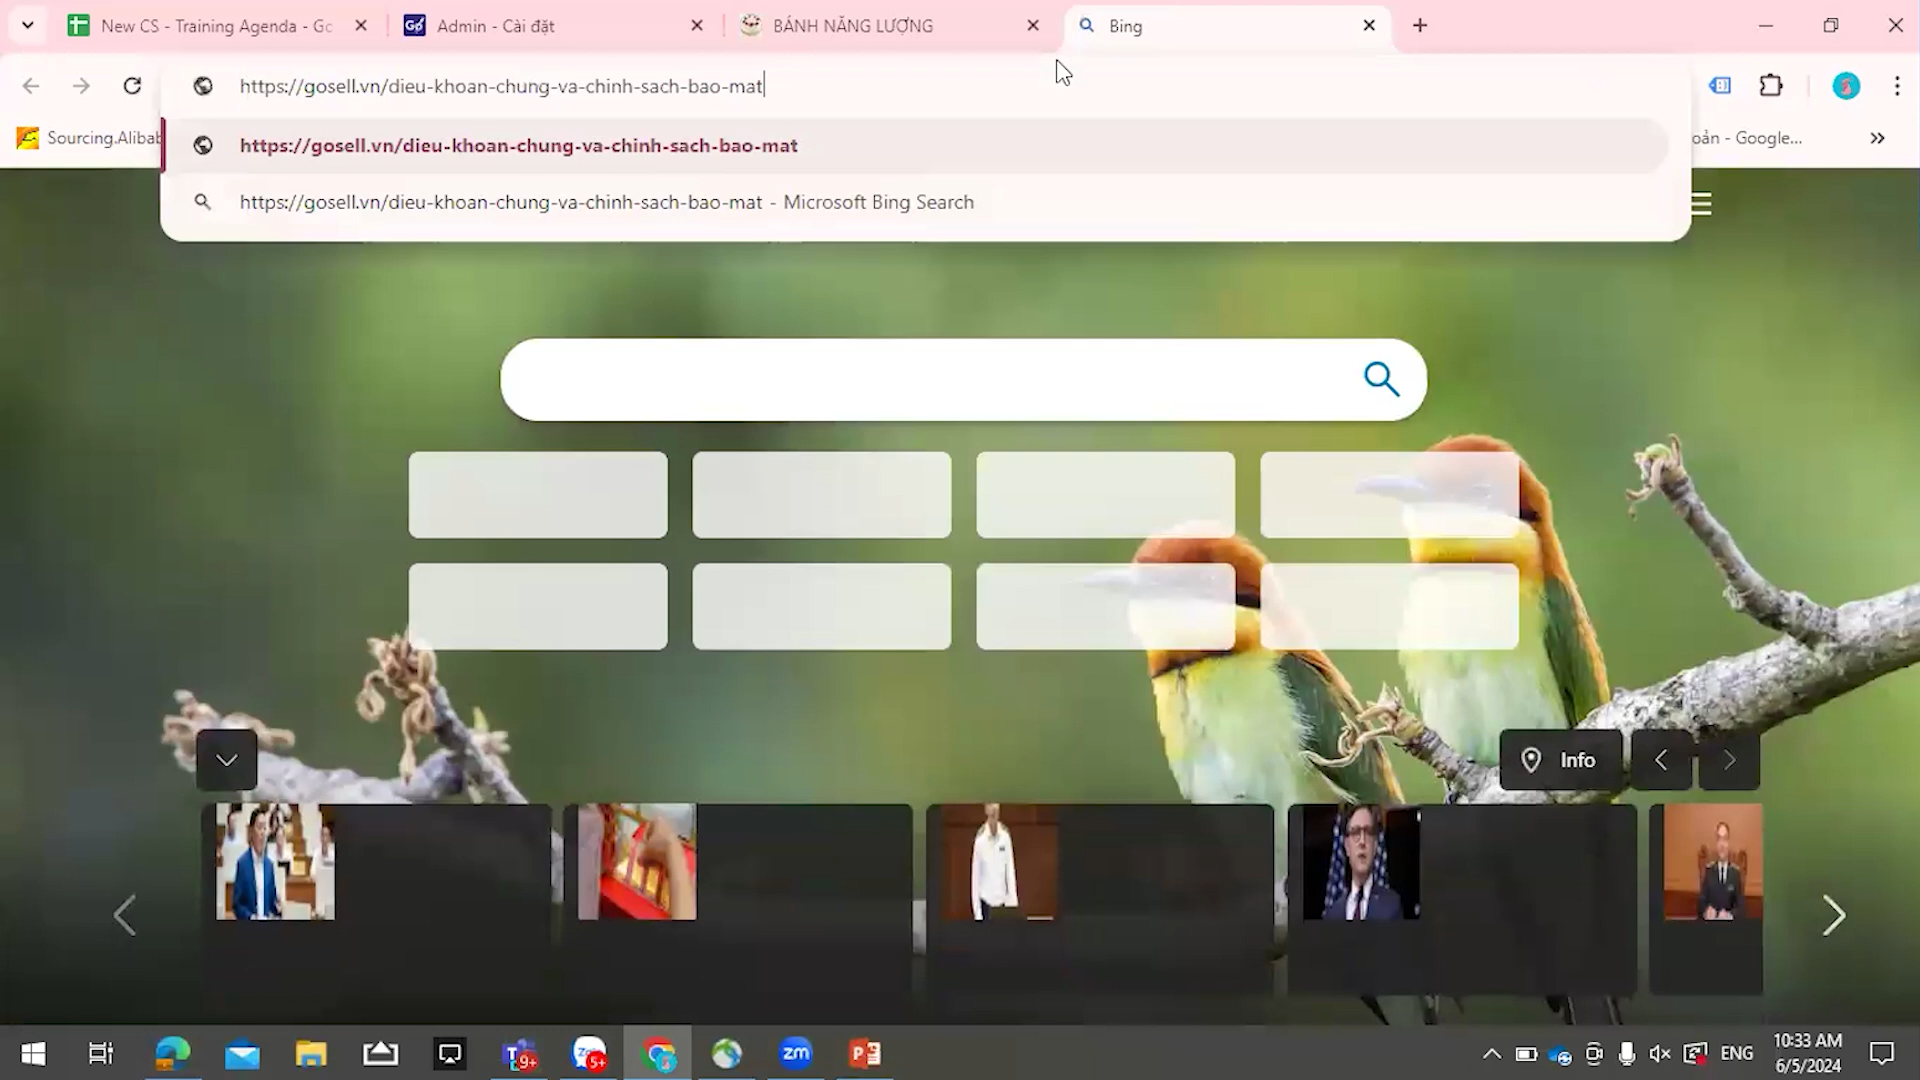 New CS - Training Agenda - Gc
Admin - Cài đặt
BÁNH NĂNG LƯỢNG
Bing
https://gosell.vn/dieu-khoan-chung-va-chinh-sach-bao-mat
Sourcing.Alibab
https://gosell.vn/dieu-khoan-chung-va-chinh-sach-bao-mat
oản - Google...
https://gosell.vn/dieu-khoan-chung-va-chinh-sach-bao-mat - Microsoft Bing Search
Info
9+
5+
zm
ENG
10:33 AM
6/5/2024